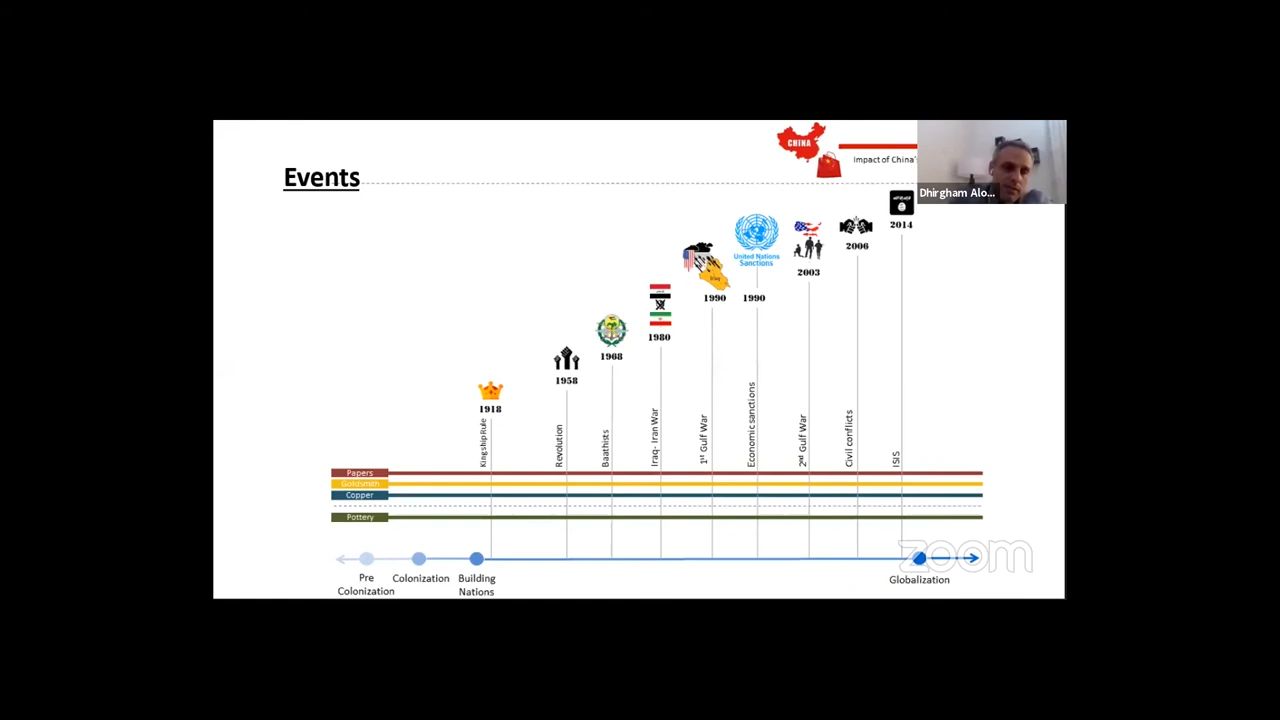 CHINA
Impact of China'
Events
Dhirgham Alo...
2014
2006
United Nations
Sanctions
2003
Iraq
1990
1990
1980
1968
1958
1918
Kingship Rule
Revolution
Baathists
Iraq- Iran War
1st Gulf War
Economic sanctions
2nd Gulf War
Civil conflicts
ISIS
Papers
Goldsmith
Copper
Pottery
zoom
Pre
Colonization
Colonization
Building
Nations
Globalization